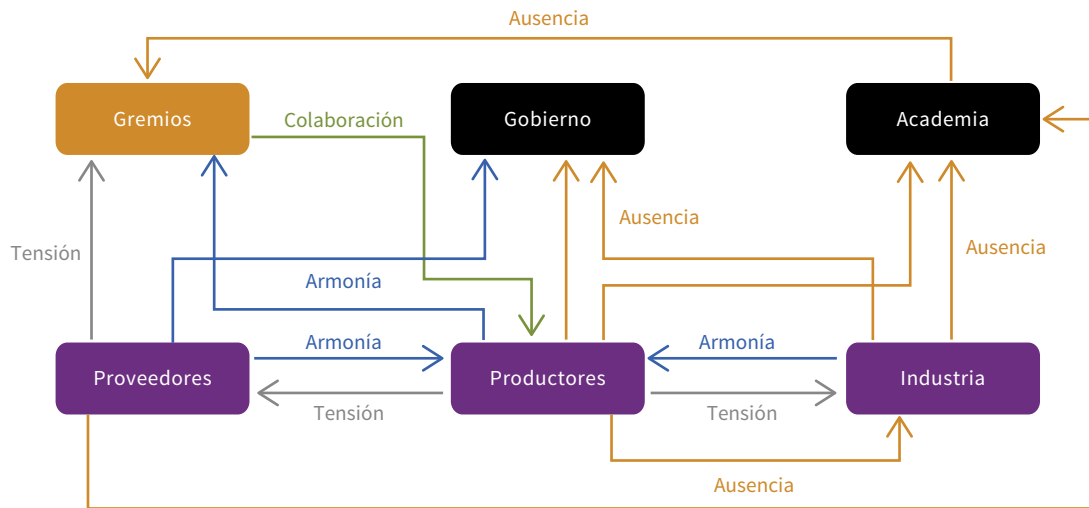 Ausencia
Gremios
Colaboración
Gobierno
Academia
Ausencia
Tensión
Ausencia
Armonía
Armonía
Armonía
Proveedores
Productores
Industria
Tensión
Tensión
Ausencia